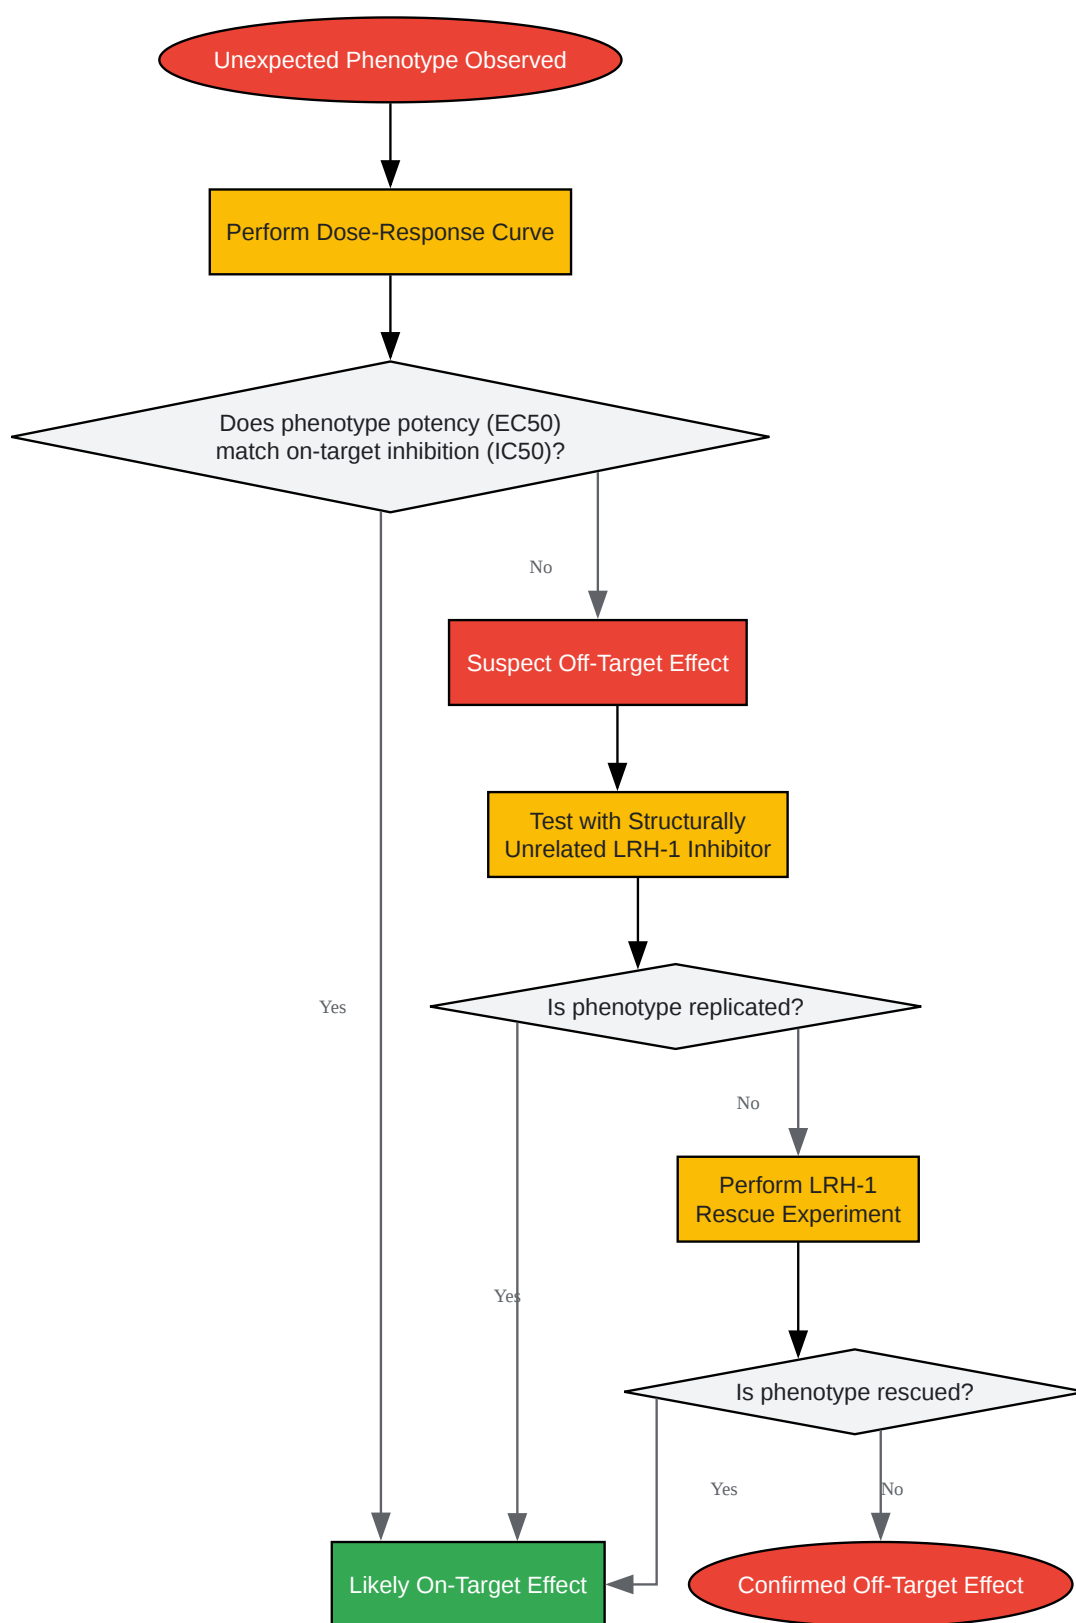 Unexpected Phenotype Observed
Perform Dose-Response Curve
Does phenotype potency (EC50)
match on-target inhibition (IC50)?
No
Suspect Off-Target Effect
Test with Structurally
Unrelated LRH-1 Inhibitor
Yes
Is phenotype replicated?
No
Perform LRH-1
Rescue Experiment
Yes
Is phenotype rescued?
Yes
No
Likely On-Target Effect
Confirmed Off-Target Effect